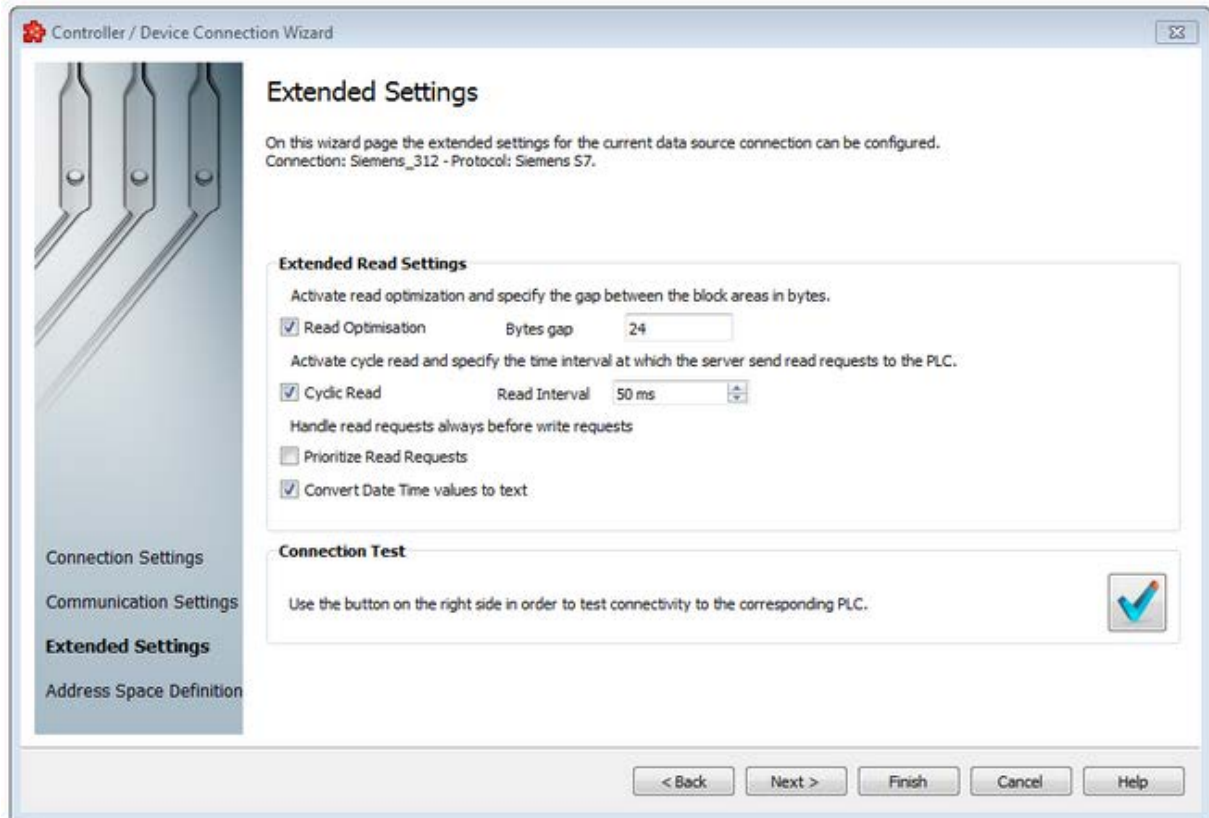 Controller / Device Connection Wizard
Extended Settings
On this wizard page the extended settings for the current data source connection can be configured.
Connection: Siemens_312 - Protocol: Siemens S7.
Extended Read Settings
Activate read optimization and specify the gap between the block areas in bytes.
Read Optimisation Bytes gap 24
Activate cycle read and specify the time interval at which the server send read requests to the PLC.
Cyclic Read Read Interval 50 ms
Handle read requests always before write requests
Prioritize Read Requests
Convert Date Time values to text
Connection Test
Use the button on the right side in order to test connectivity to the corresponding PLC.
Connection Settings
Communication Settings
Extended Settings
Address Space Definition
< Back Next > Finish Cancel Help